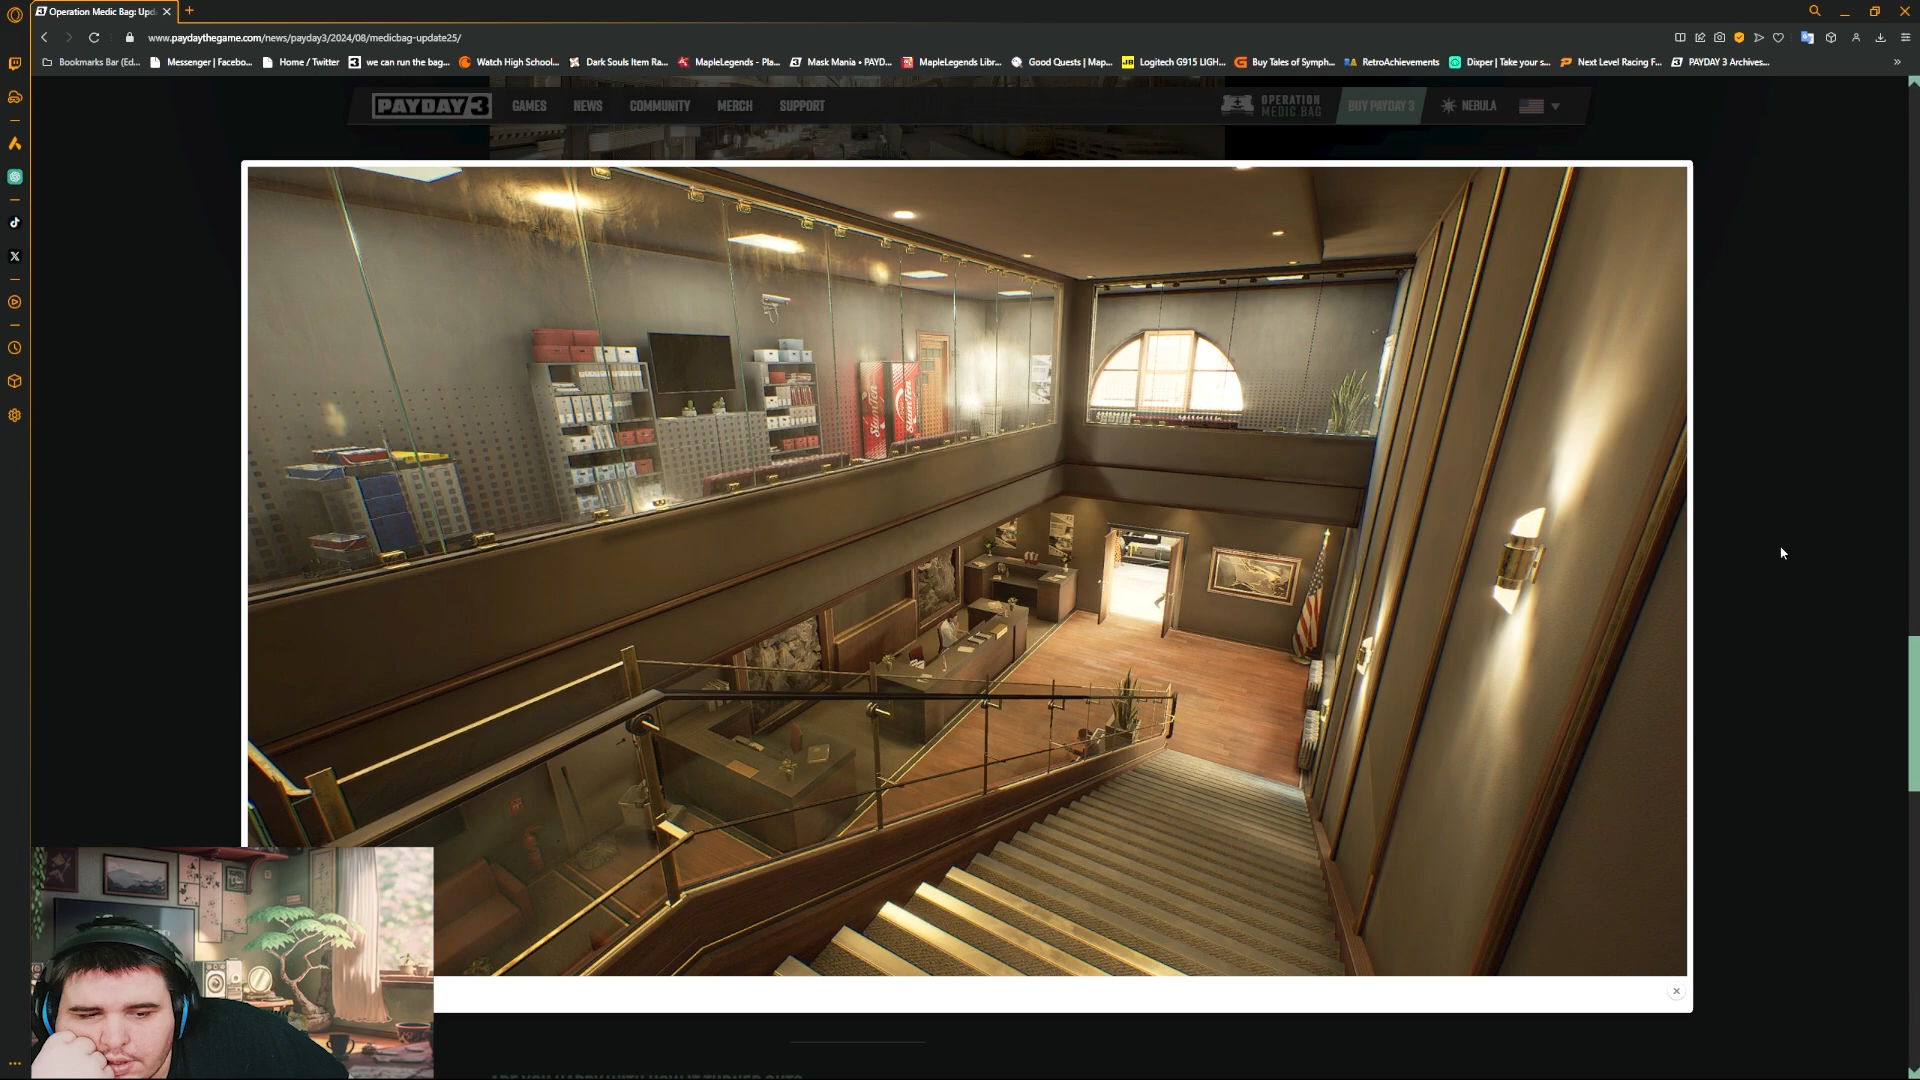 Operation Medic Bag: Upd
www.paydaythegame.com/news/payday3/2024/08/medicbag-update25/
Bookmarks Bar (Ed... Messenger | Facebo... Home / Twitter we can run the bag... Watch High School... Dark Souls Item Ra... MapleLegends - Pla... Mask Mania • PAYD... MapleLegends Libr... Good Quests | Map... Logitech G915 LIGH... Buy Tales of Symph... RetroAchievements Dixper | Take your s... Next Level Racing F... PAYDAY 3 Archives...
PAYDAY 3 GAMES NEWS COMMUNITY MERCH SUPPORT OPERATION MEDIC BAG BUY PAYDAY 3 NEBULA